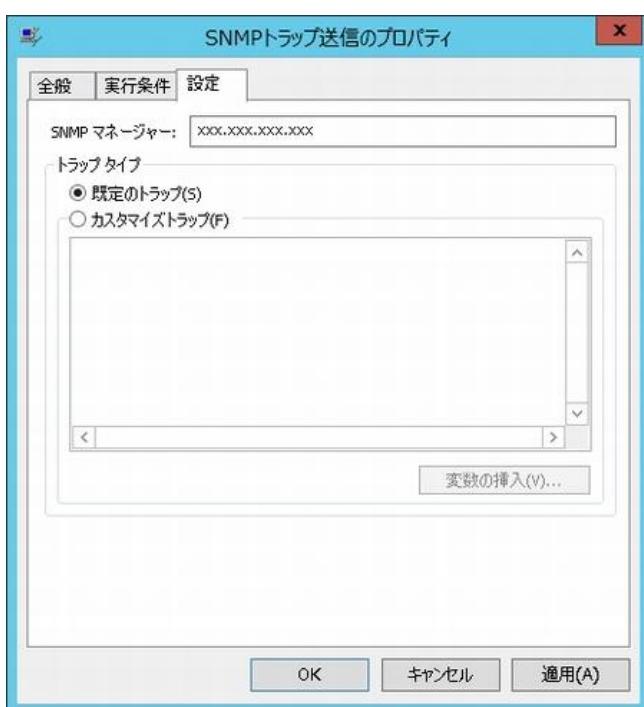 SNMPトラップ送信のプロパティ
x
全般 実行条件 設定
SNMP マネージャー: xxx.xxx.xxx.xxx
トラップ タイプ
既定のトラップ(S)
カスタマイズトラップ(F)
変数の挿入(V)...
OK キャンセル 適用(A)